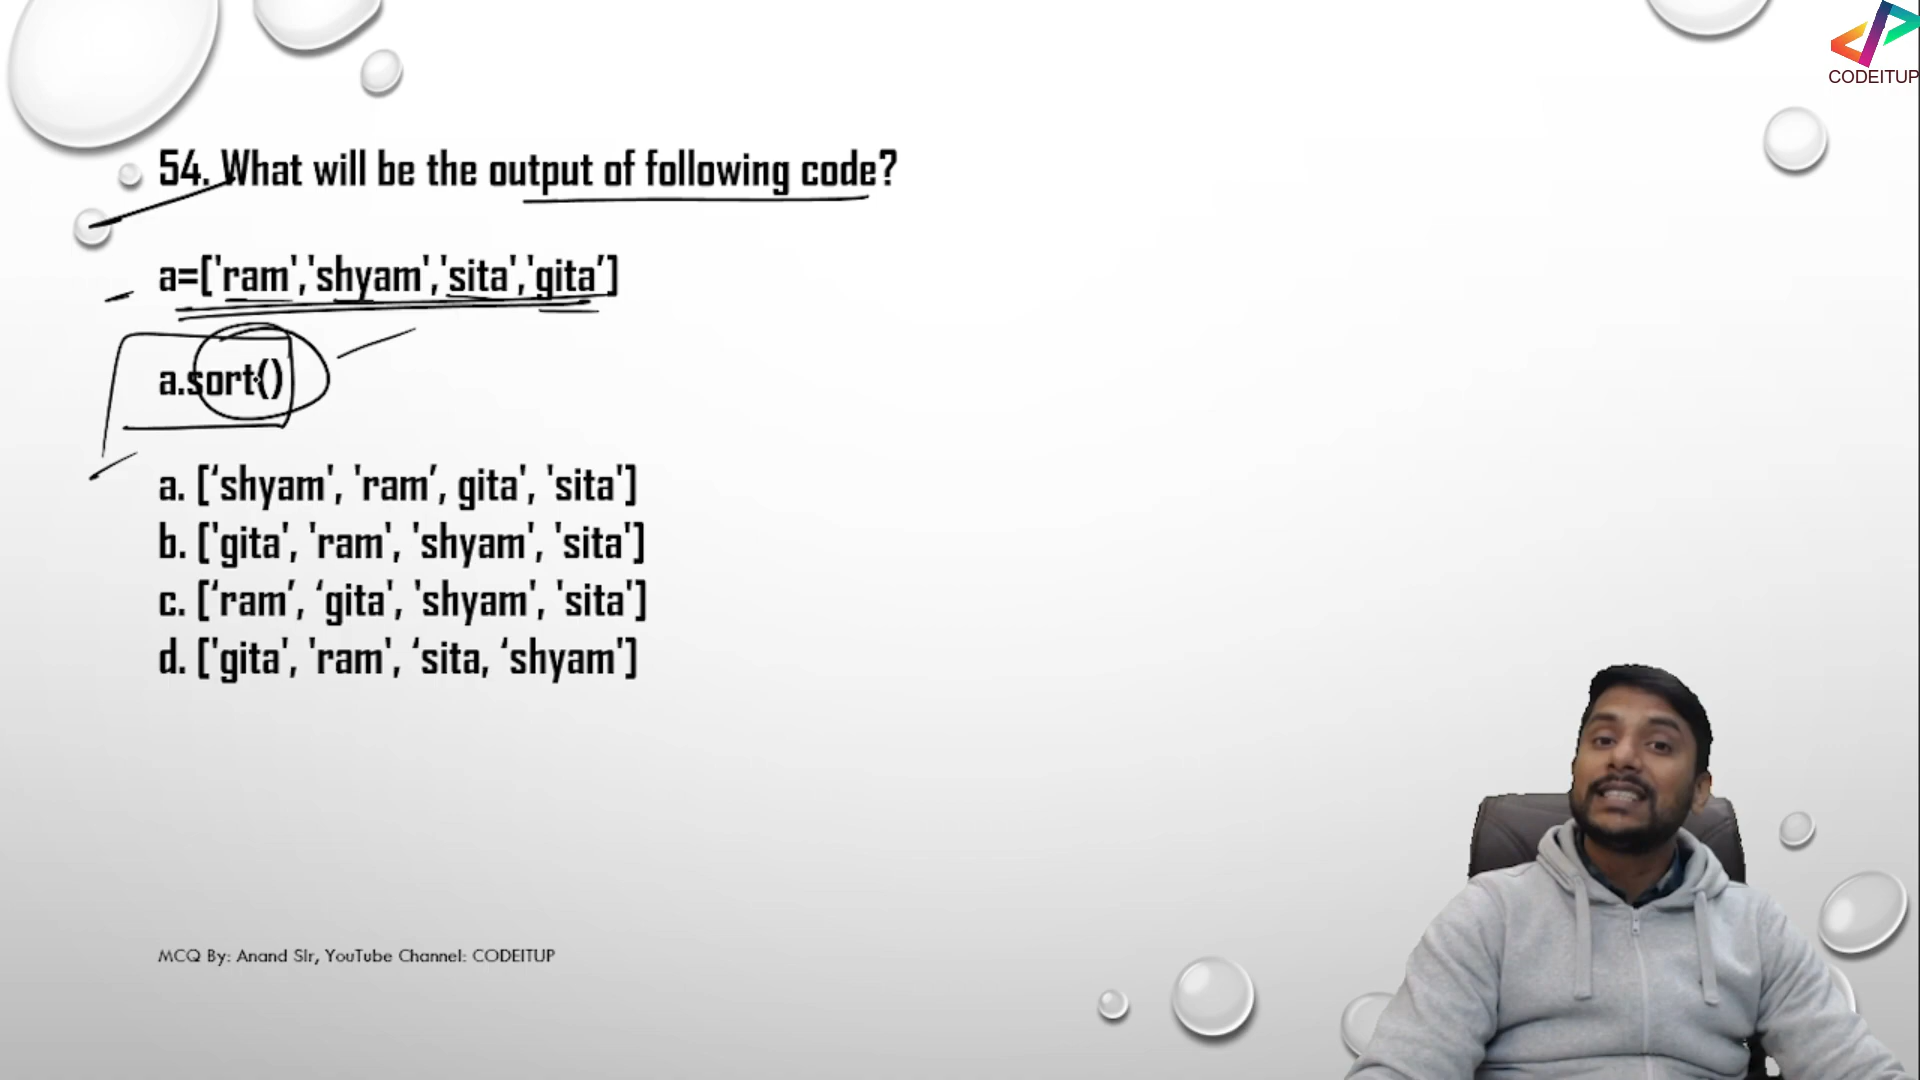 CODEITUP
54. What will be the output of following code?
a=['ram','shyam','sita','gita’]
a.sort()
a. [‘shyam', 'ram’, gita', 'sita']
b. ['gita', 'ram', 'shyam', 'sita']
c. [‘ram’, ‘gita', 'shyam', 'sita']
d. ['gita', 'ram', ‘sita, ‘shyam']
MCQ By: Anand SIr, YouTube Channel: CODEITUP